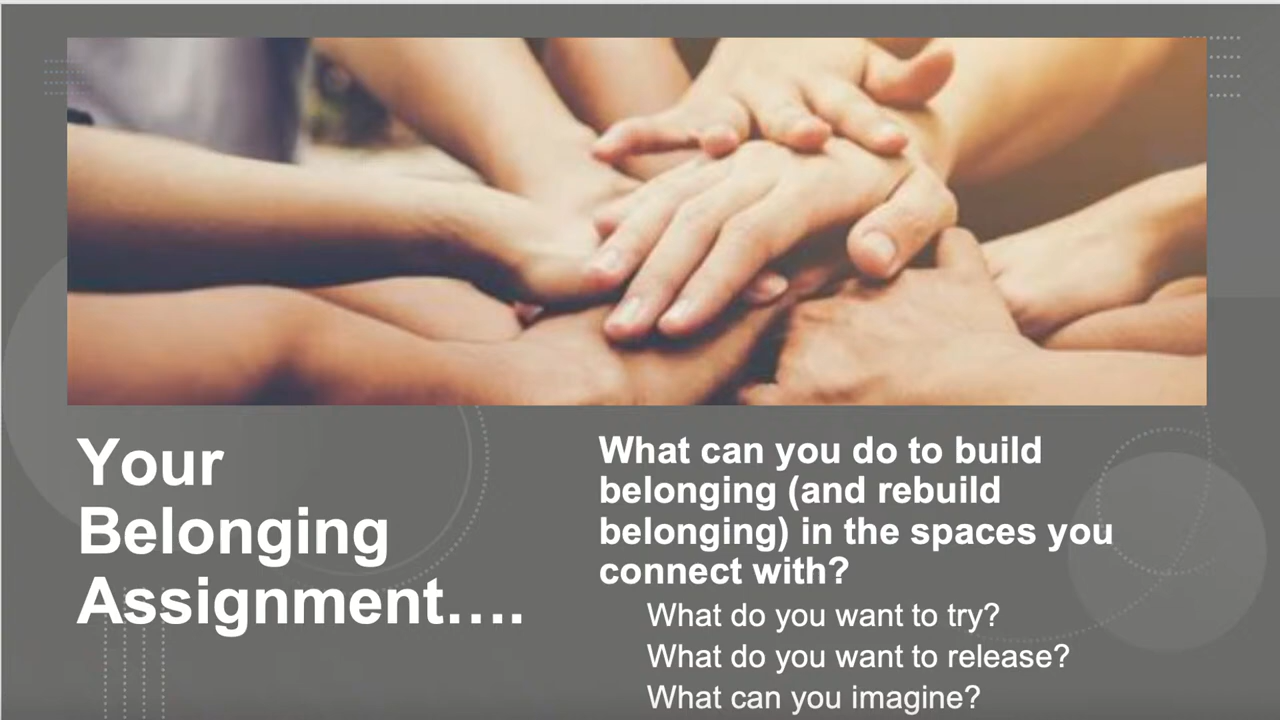 Your
Belonging
Assignment....
What can you do to build
belonging (and rebuild
belonging) in the spaces you
connect with?
What do you want to try?
What do you want to release?
What can you imagine?